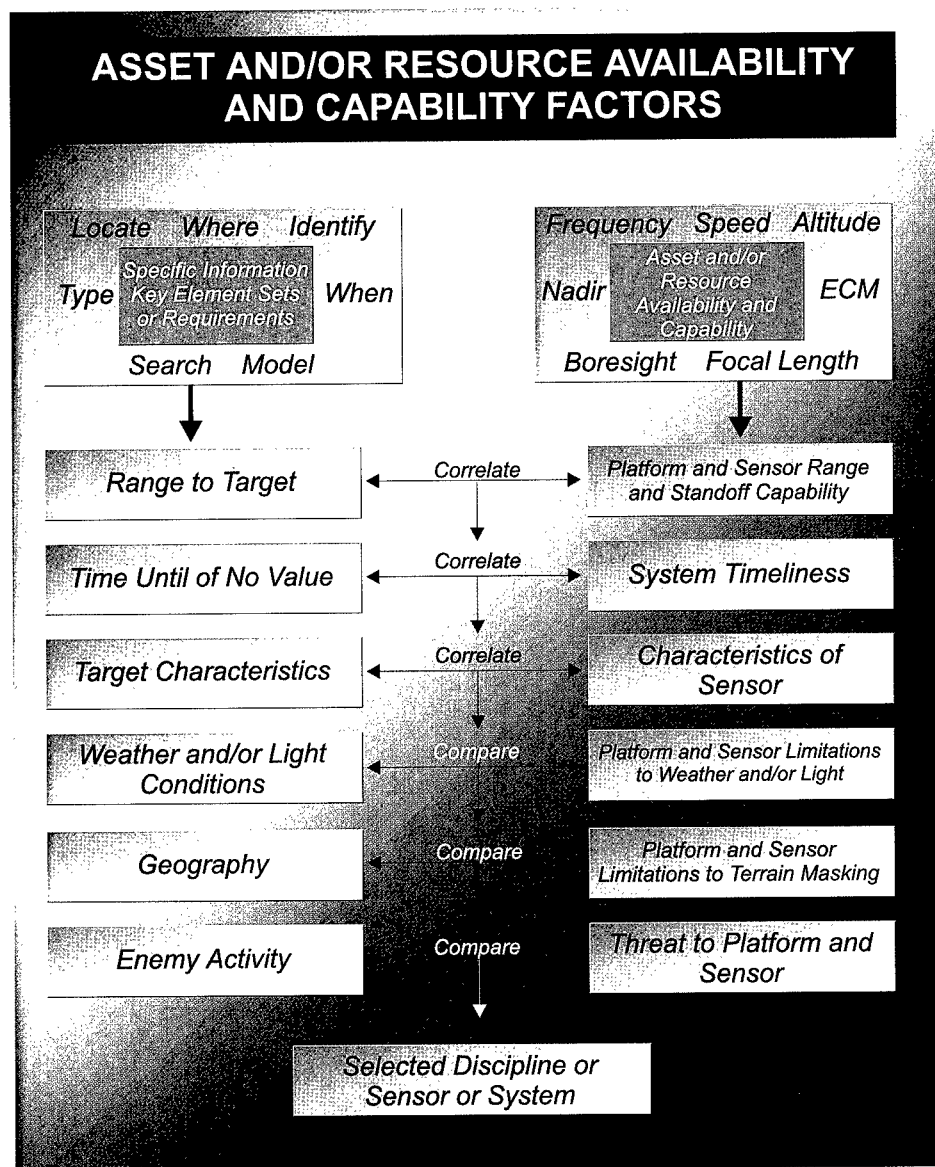 ASSET AND/OR RESOURCE AVAILABILITY
AND CAPABILITY FACTORS
Locate Where Identify
Type
Specific Information
Key Element Sets
or Requirements
When
Search Model
Frequency Speed Altitude
Nadir
Asset and/or
Resource
Availability and
Capability
ECM
Boresight Focal Length
Range to Target
Correlate
Platform and Sensor Range
and Standoff Capability
Time Until of No Value
Correlate
System Timeliness
Target Characteristics
Correlate
Characteristics of
Sensor
Weather and/or Light
Conditions
Compare
Platform and Sensor Limitations
to Weather and/or Light
Geography
Compare
Platform and Sensor
Limitations to Terrain Masking
Enemy Activity
Compare
Threat to Platform and
Sensor
Selected Discipline or
Sensor or System